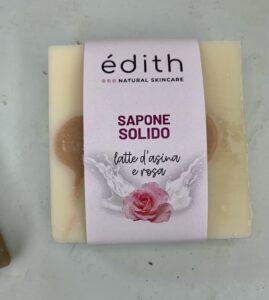 édith
NATURAL SKINCARE
SAPONE
SOLIDO
latte d'asina
e rosa